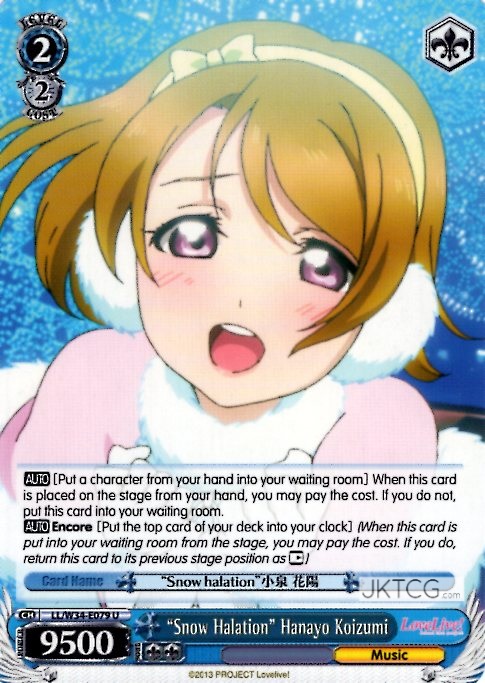 LEVEL
2
2
COST
AUTO [Put a character from your hand into your waiting room] When this card
is placed on the stage from your hand, you may pay the cost. If you do not,
put this card into your waiting room.
AUTO Encore [Put the top card of your deck into your clock] (When this card is
put into your waiting room from the stage, you may pay the cost. If you do,
return this card to its previous stage position as )
Card Name "Snow halation"小泉 花陽
JKTCG.com
CH LL/W34-E079 U
"Snow Halation" Hanayo Koizumi LoveLive!
POWER 9500 SOUL
Music
©2013 PROJECT Lovelive!